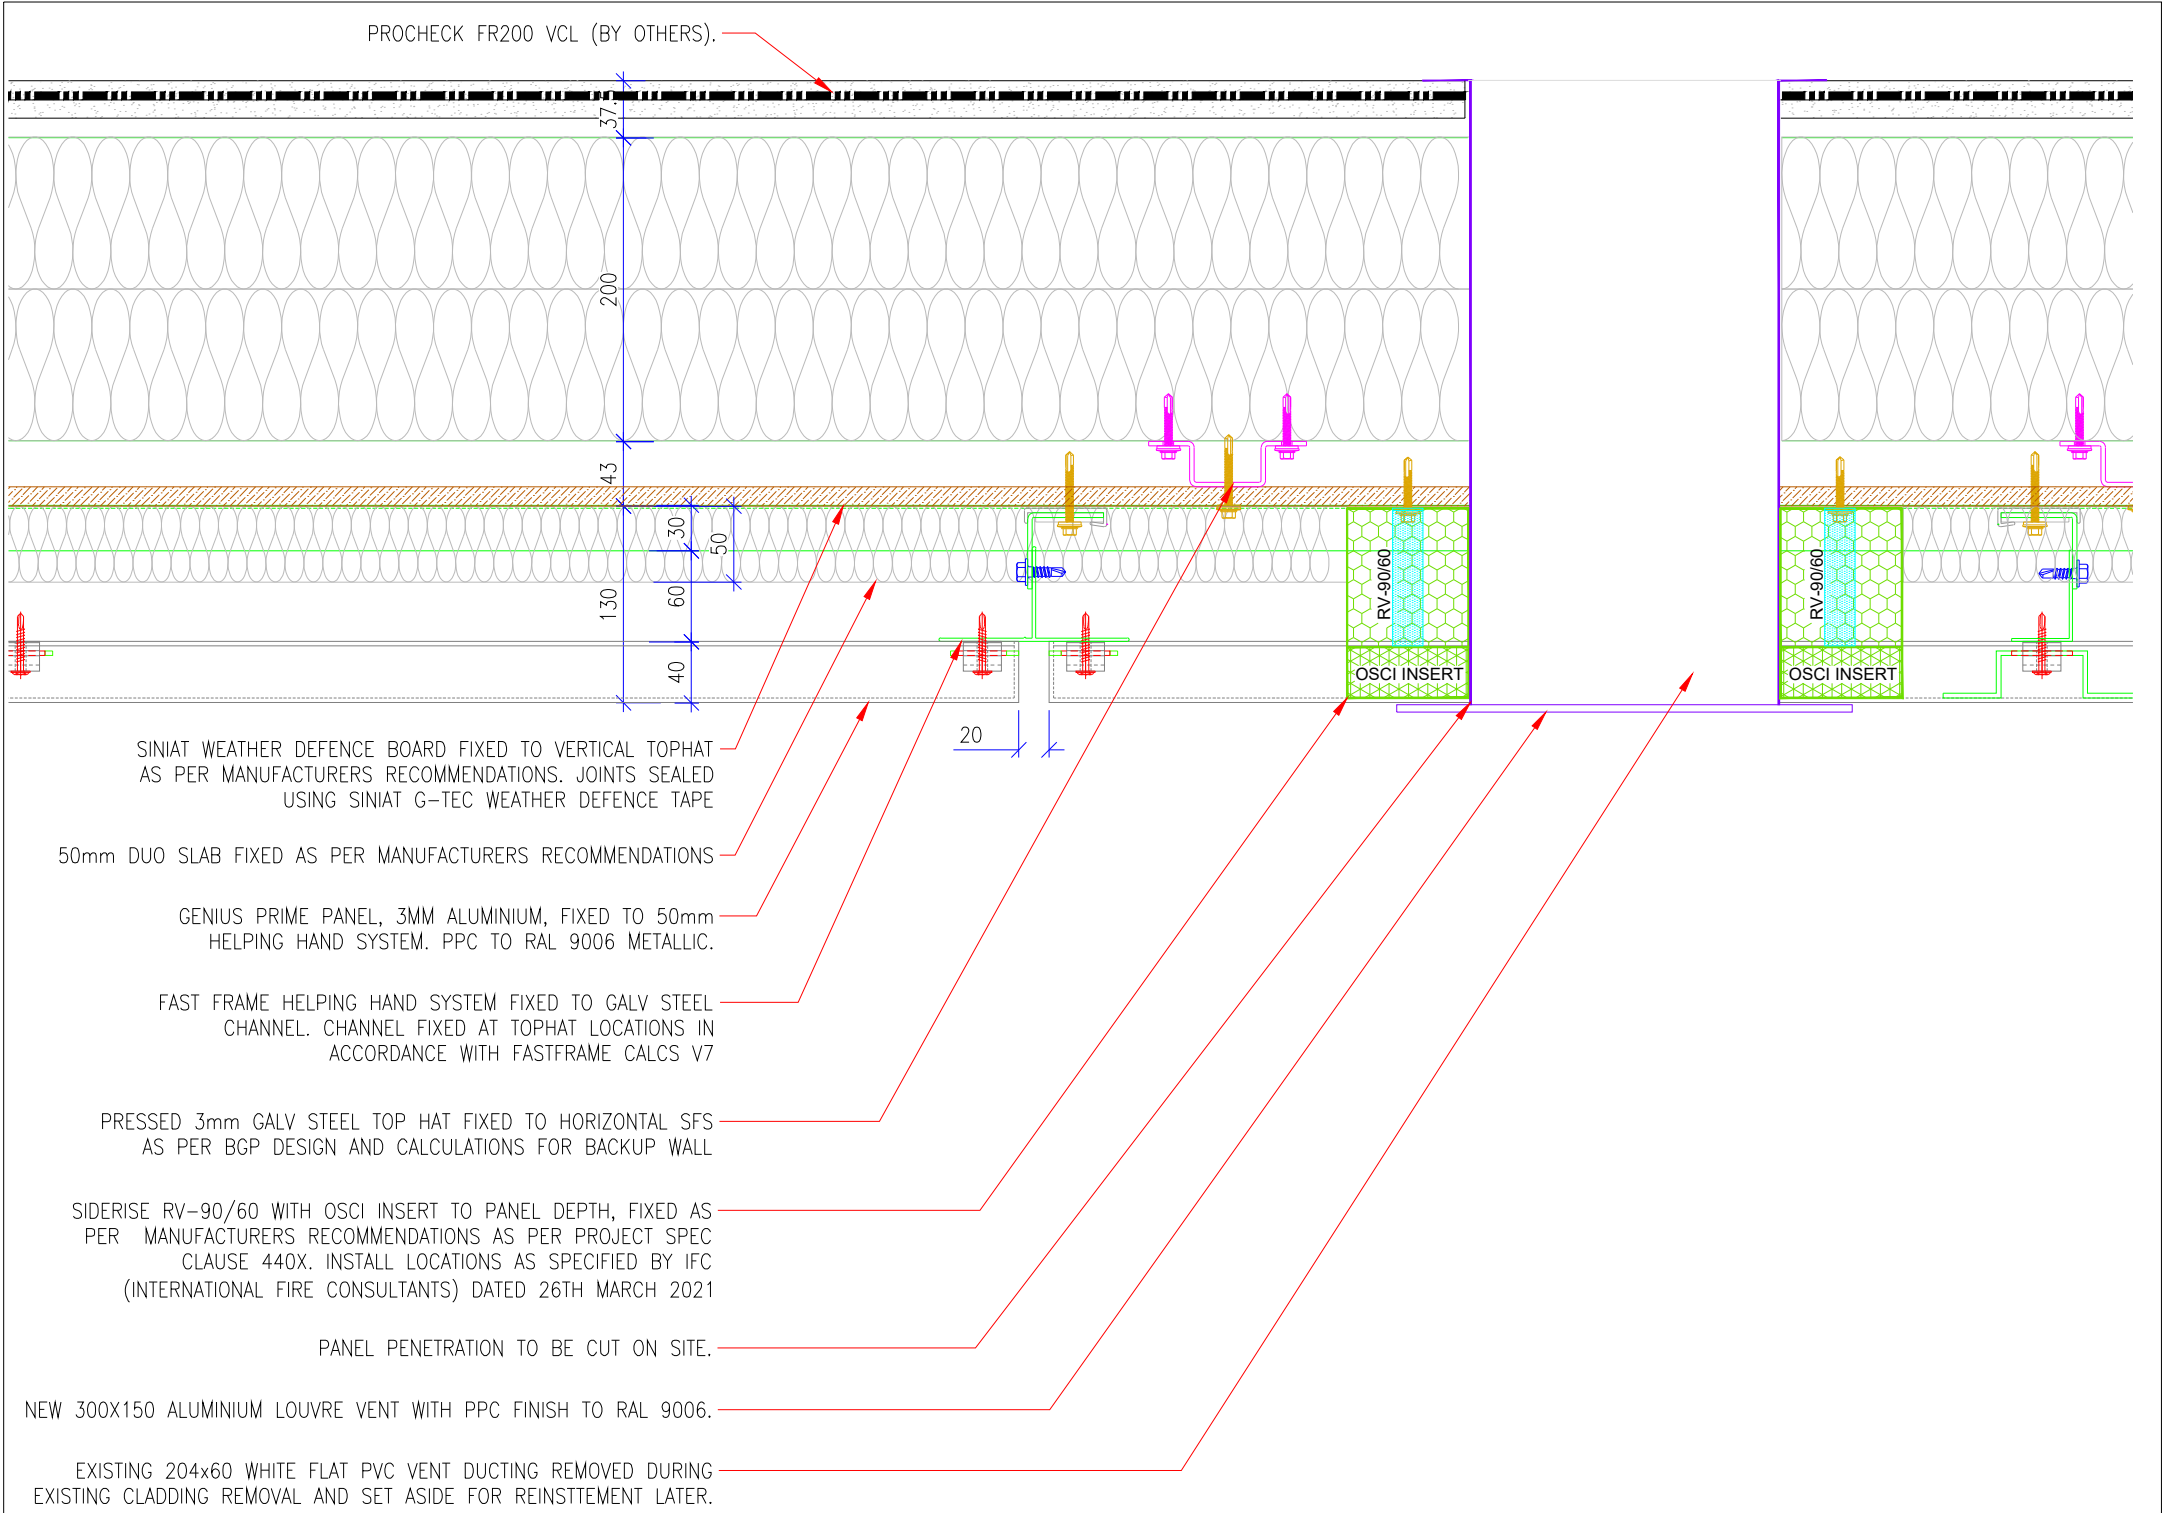 PROCHECK FR200 VCL (BY OTHERS).
37.5
200
43
30
50
130
60
40
20
RV-90/60
RV-90/60
OSCI INSERT
OSCI INSERT
SINIAT WEATHER DEFENCE BOARD FIXED TO VERTICAL TOPHAT
AS PER MANUFACTURERS RECOMMENDATIONS. JOINTS SEALED
USING SINIAT G-TEC WEATHER DEFENCE TAPE
50mm DUO SLAB FIXED AS PER MANUFACTURERS RECOMMENDATIONS
GENIUS PRIME PANEL, 3MM ALUMINIUM, FIXED TO 50mm
HELPING HAND SYSTEM. PPC TO RAL 9006 METALLIC.
FAST FRAME HELPING HAND SYSTEM FIXED TO GALV STEEL
CHANNEL. CHANNEL FIXED AT TOPHAT LOCATIONS IN
ACCORDANCE WITH FASTFRAME CALCS V7
PRESSED 3mm GALV STEEL TOP HAT FIXED TO HORIZONTAL SFS
AS PER BGP DESIGN AND CALCULATIONS FOR BACKUP WALL
SIDERISE RV-90/60 WITH OSCI INSERT TO PANEL DEPTH, FIXED AS
PER MANUFACTURERS RECOMMENDATIONS AS PER PROJECT SPEC
CLAUSE 440X. INSTALL LOCATIONS AS SPECIFIED BY IFC
(INTERNATIONAL FIRE CONSULTANTS) DATED 26TH MARCH 2021
PANEL PENETRATION TO BE CUT ON SITE.
NEW 300X150 ALUMINIUM LOUVRE VENT WITH PPC FINISH TO RAL 9006.
EXISTING 204x60 WHITE FLAT PVC VENT DUCTING REMOVED DURING
EXISTING CLADDING REMOVAL AND SET ASIDE FOR REINSTTEMENT LATER.